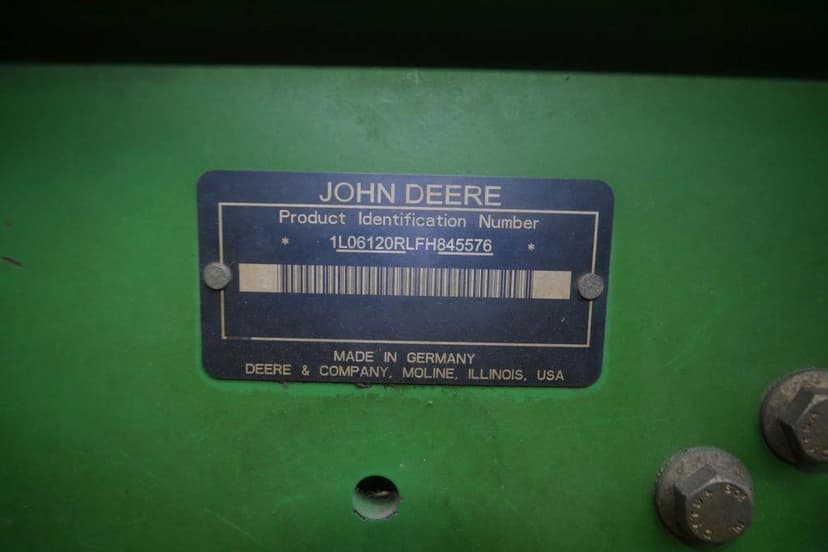 JOHN DEERE
Product Identification Number
* 1L06120RLFH845576 *
MADE IN GERMANY
DEERE & COMPANY, MOLINE, ILLINOIS, USA